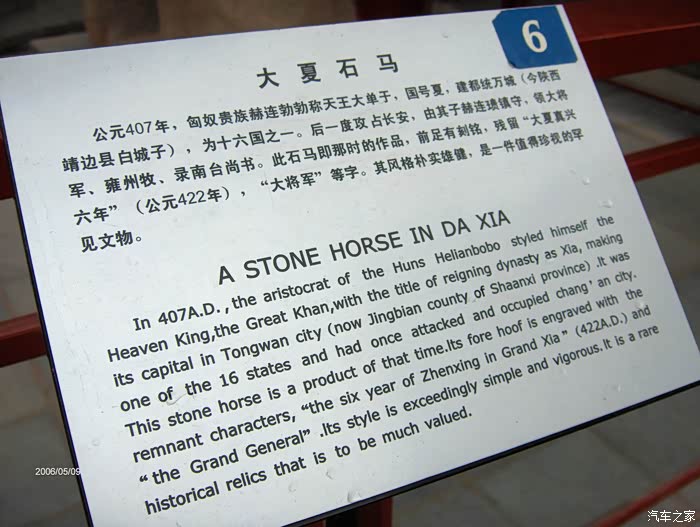 6
大夏石马
公元407年，匈奴贵族赫连勃勃称天王大单于，国号夏，建都统万城（今陕西
靖边县白城子），为十六国之一。后一度攻占长安，由其子赫连璝镇守，领大将
军、雍州牧、录南台尚书。此石马即那时的作品，前足有刻铭，残留“大夏真兴
六年”（公元422年），“大将军”等字。其风格朴实雄健，是一件值得珍视的罕
见文物。
A STONE HORSE IN DA XIA
In 407A.D.,the aristocrat of the Huns Helianbobo styled himself the
Heaven King,the Great Khan,with the title of reigning dynasty as Xia, making
its capital in Tongwan city (now Jingbian county of Shaanxi province) .It was
one of the 16 states and had once attacked and occupied chang' an city.
This stone horse is a product of that time.Its fore hoof is engraved with the
remnant characters, “the six year of Zhenxing in Grand Xia” (422A.D.) and
“the Grand General” .Its style is exceedingly simple and vigorous.It is a rare
historical relics that is to be much valued.
2006/05/09
汽车之家